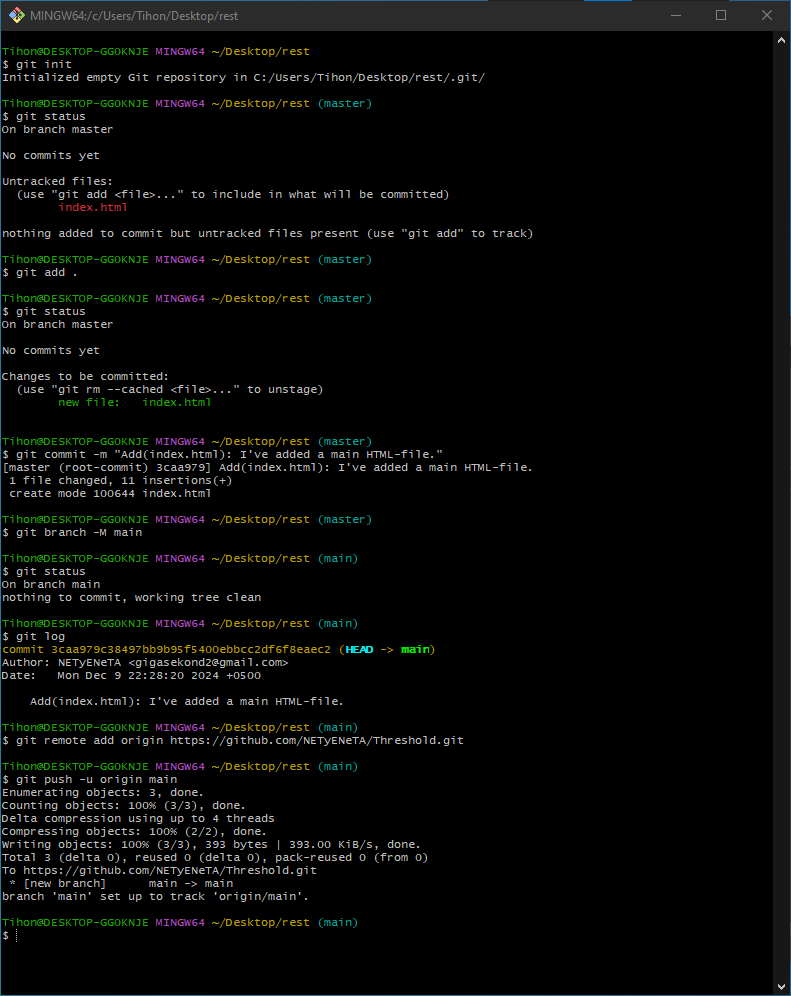 MINGW64:/c/Users/Tihon/Desktop/rest
Tihon@DESKTOP-GGOKNJE MINGW64 ~/Desktop/rest
$ git init
Initialized empty Git repository in C:/Users/Tihon/Desktop/rest/.git/
Tihon@DESKTOP-GGOKNJE MINGW64 ~/Desktop/rest (master)
$ git status
On branch master
No commits yet
Untracked files:
  (use "git add <file>..." to include in what will be committed)
        index.html
nothing added to commit but untracked files present (use "git add" to track)
Tihon@DESKTOP-GGOKNJE MINGW64 ~/Desktop/rest (master)
$ git add .
Tihon@DESKTOP-GGOKNJE MINGW64 ~/Desktop/rest (master)
$ git status
On branch master
No commits yet
Changes to be committed:
  (use "git rm --cached <file>..." to unstage)
        new file:   index.html
Tihon@DESKTOP-GGOKNJE MINGW64 ~/Desktop/rest (master)
$ git commit -m "Add(index.html): I've added a main HTML-file."
[master (root-commit) 3caa979] Add(index.html): I've added a main HTML-file.
 1 file changed, 11 insertions(+)
 create mode 100644 index.html
Tihon@DESKTOP-GGOKNJE MINGW64 ~/Desktop/rest (master)
$ git branch -M main
Tihon@DESKTOP-GGOKNJE MINGW64 ~/Desktop/rest (main)
$ git status
On branch main
nothing to commit, working tree clean
Tihon@DESKTOP-GGOKNJE MINGW64 ~/Desktop/rest (main)
$ git log
commit 3caa979c38497bb9b95f5400ebbcc2df6f8eaec2 (HEAD -> main)
Author: NETyENeTA <gigasekond2@gmail.com>
Date:   Mon Dec 9 22:28:20 2024 +0500
    Add(index.html): I've added a main HTML-file.
Tihon@DESKTOP-GGOKNJE MINGW64 ~/Desktop/rest (main)
$ git remote add origin https://github.com/NETyENeTA/Threshold.git
Tihon@DESKTOP-GGOKNJE MINGW64 ~/Desktop/rest (main)
$ git push -u origin main
Enumerating objects: 3, done.
Counting objects: 100% (3/3), done.
Delta compression using up to 4 threads
Compressing objects: 100% (2/2), done.
Writing objects: 100% (3/3), 393 bytes | 393.00 KiB/s, done.
Total 3 (delta 0), reused 0 (delta 0), pack-reused 0 (from 0)
To https://github.com/NETyENeTA/Threshold.git
 * [new branch]      main -> main
branch 'main' set up to track 'origin/main'.
Tihon@DESKTOP-GGOKNJE MINGW64 ~/Desktop/rest (main)
$